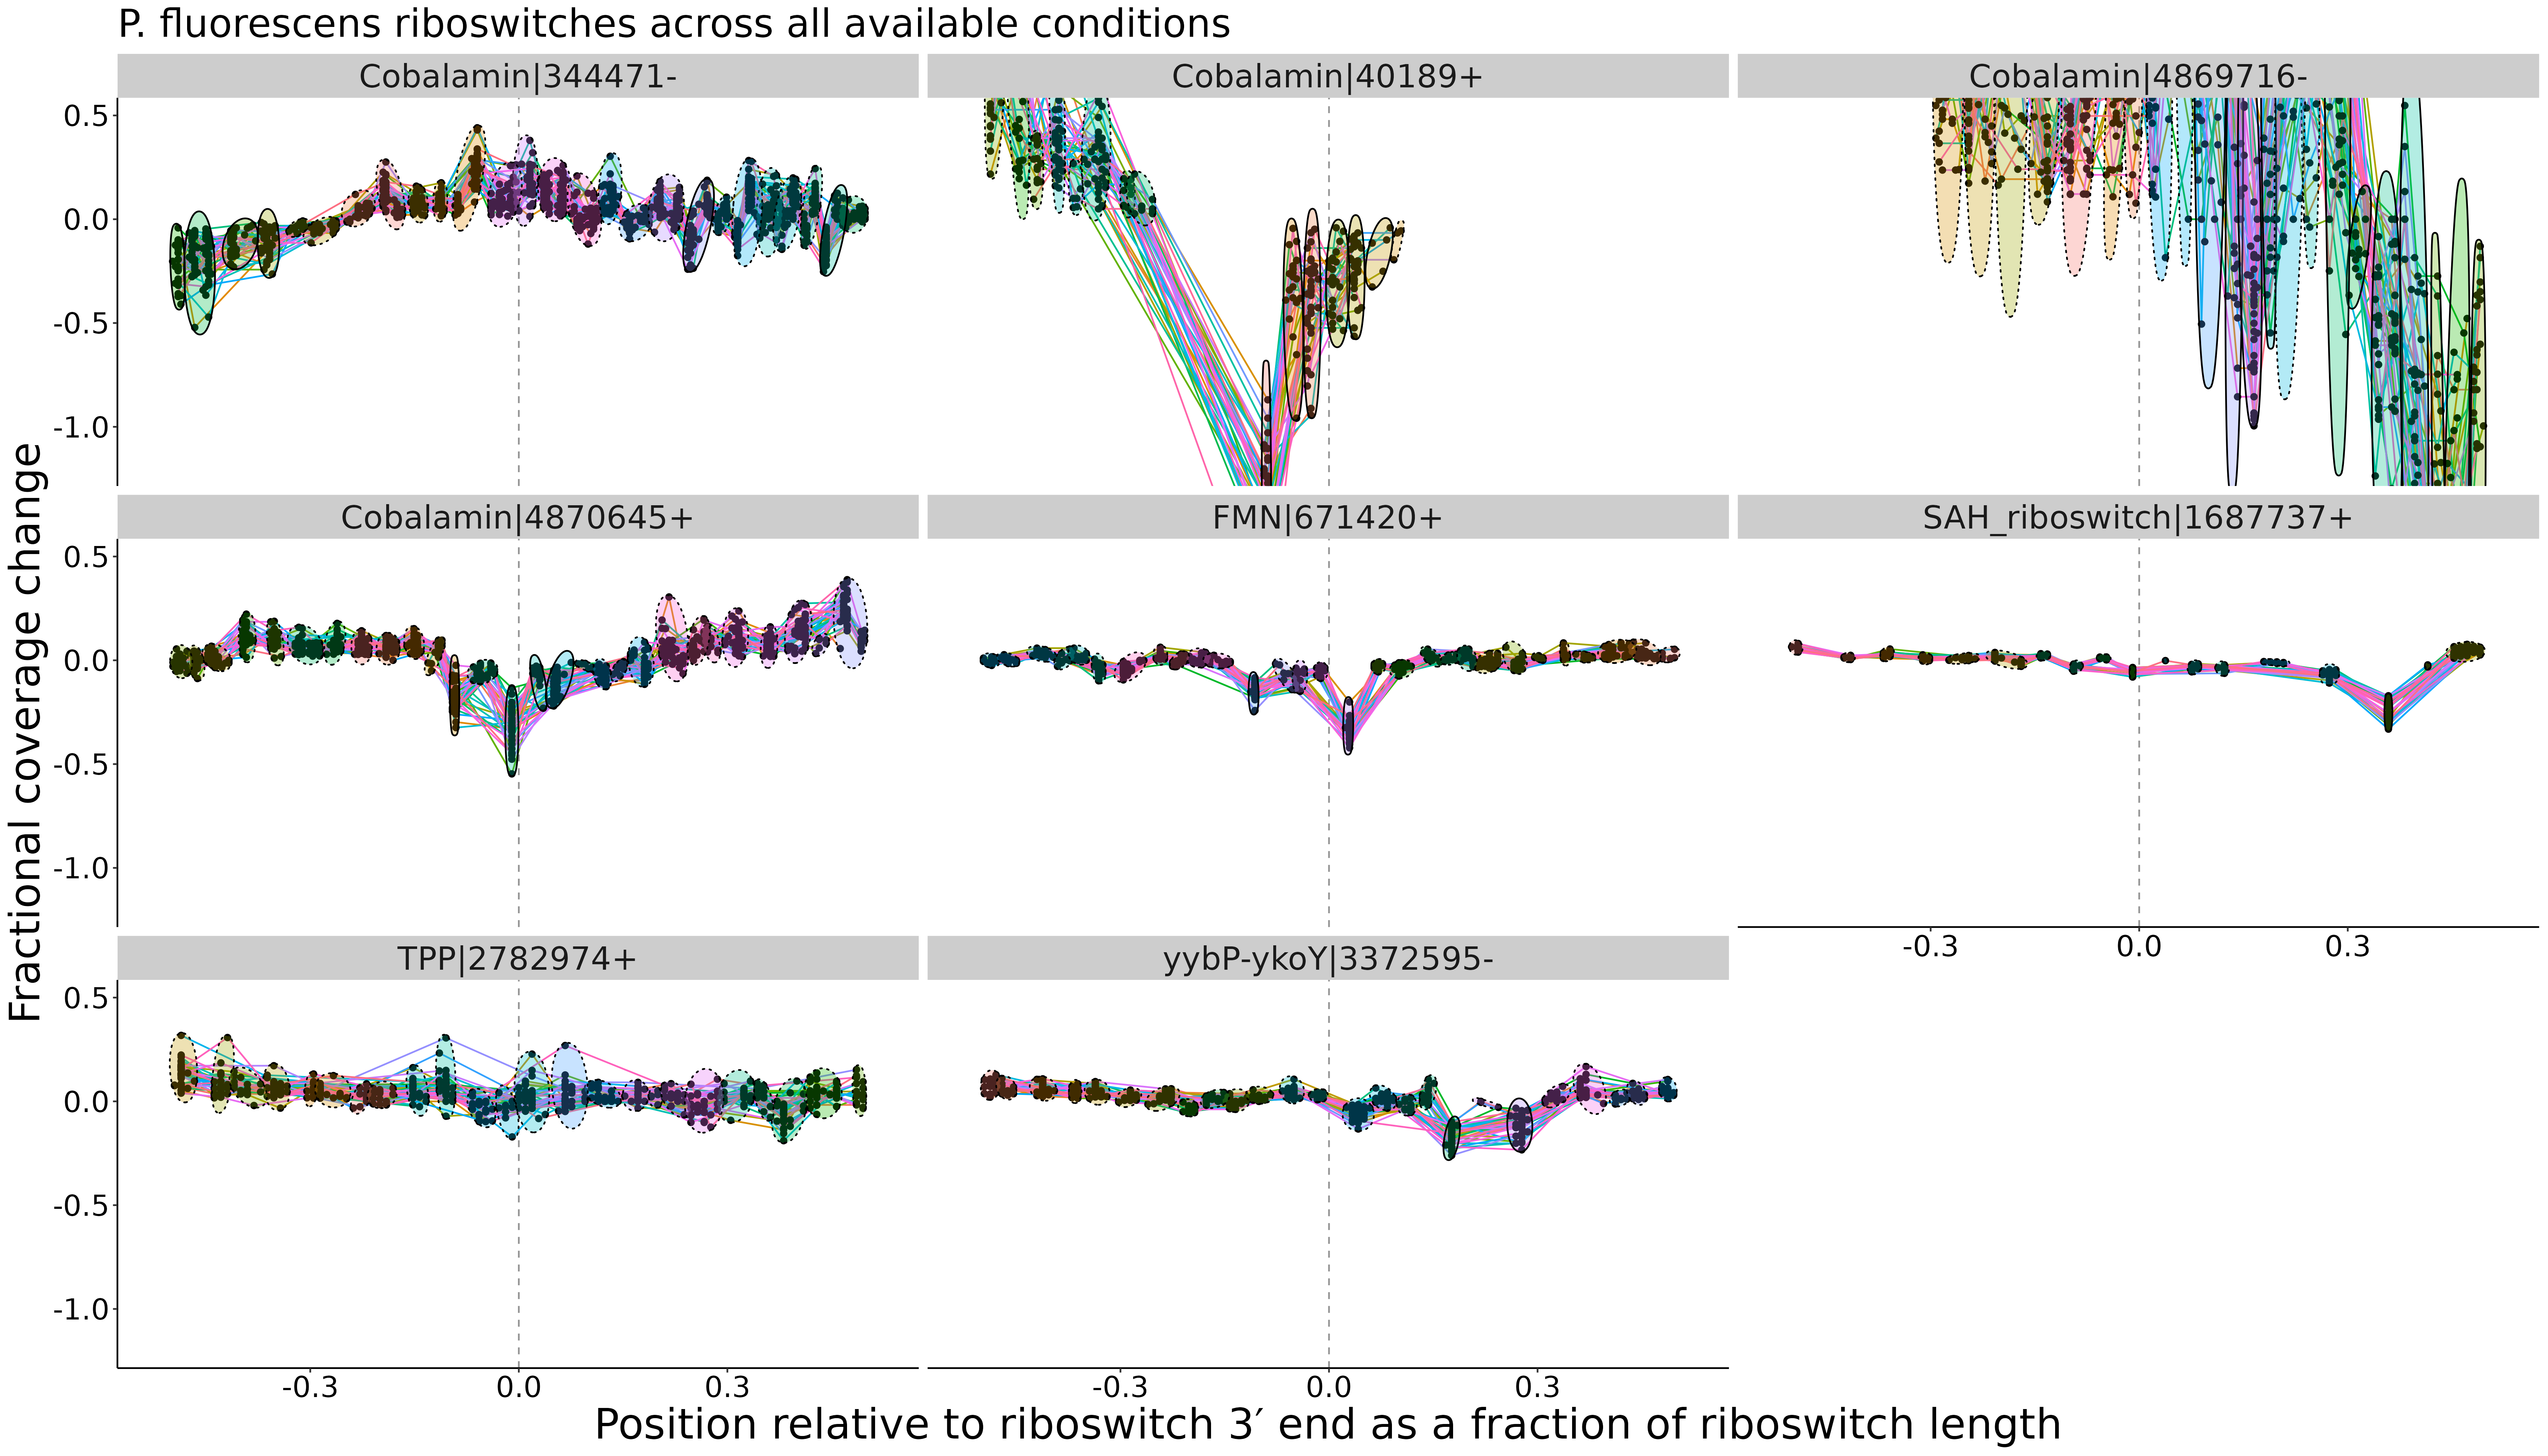 P. fluorescens riboswitches across all available conditions
Cobalamin|344471-
Cobalamin|40189+
Cobalamin|4869716-
0.5
0.0
-0.5
-1.0
Cobalamin|4870645+
FMN|671420+
SAH_riboswitch|1687737+
0.5
0.0
-0.5
-1.0
-0.3 0.0 0.3
TPP|2782974+
yybP-ykoY|3372595-
0.5
0.0
-0.5
-1.0
-0.3 0.0 0.3
-0.3 0.0 0.3
Fractional coverage change
Position relative to riboswitch 3′ end as a fraction of riboswitch length